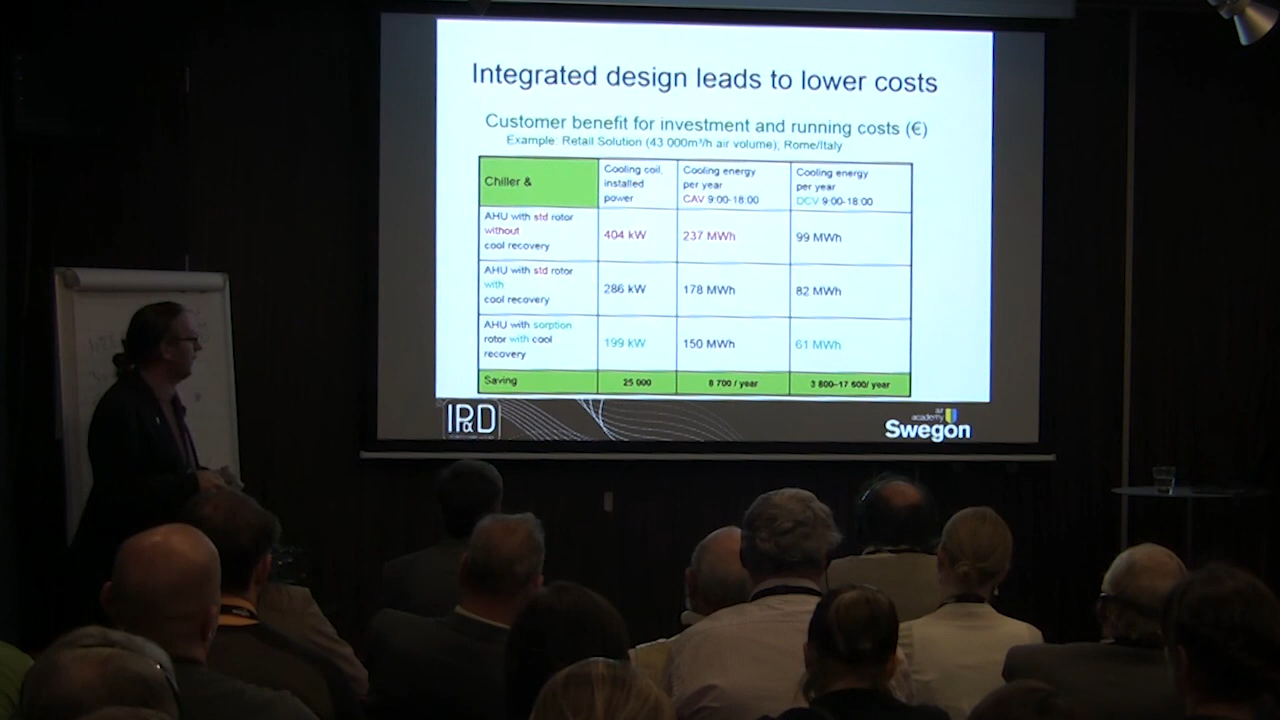 Integrated design leads to lower costs
Customer benefit for investment and running costs (€)
Example: Retail Solution (43 000m³/h air volume); Rome/Italy
Chiller &
Cooling coil,
installed
power
Cooling energy
per year
CAV 9:00-18:00
Cooling energy
per year
DCV 9:00-18:00
AHU with std rotor
without
cool recovery
404 kW
237 MWh
99 MWh
AHU with std rotor
with
cool recovery
286 kW
178 MWh
82 MWh
AHU with sorption
rotor with cool
recovery
199 kW
150 MWh
61 MWh
Saving
25 000
8 700 / year
3 800–17 600/ year
air
academy
Swegon